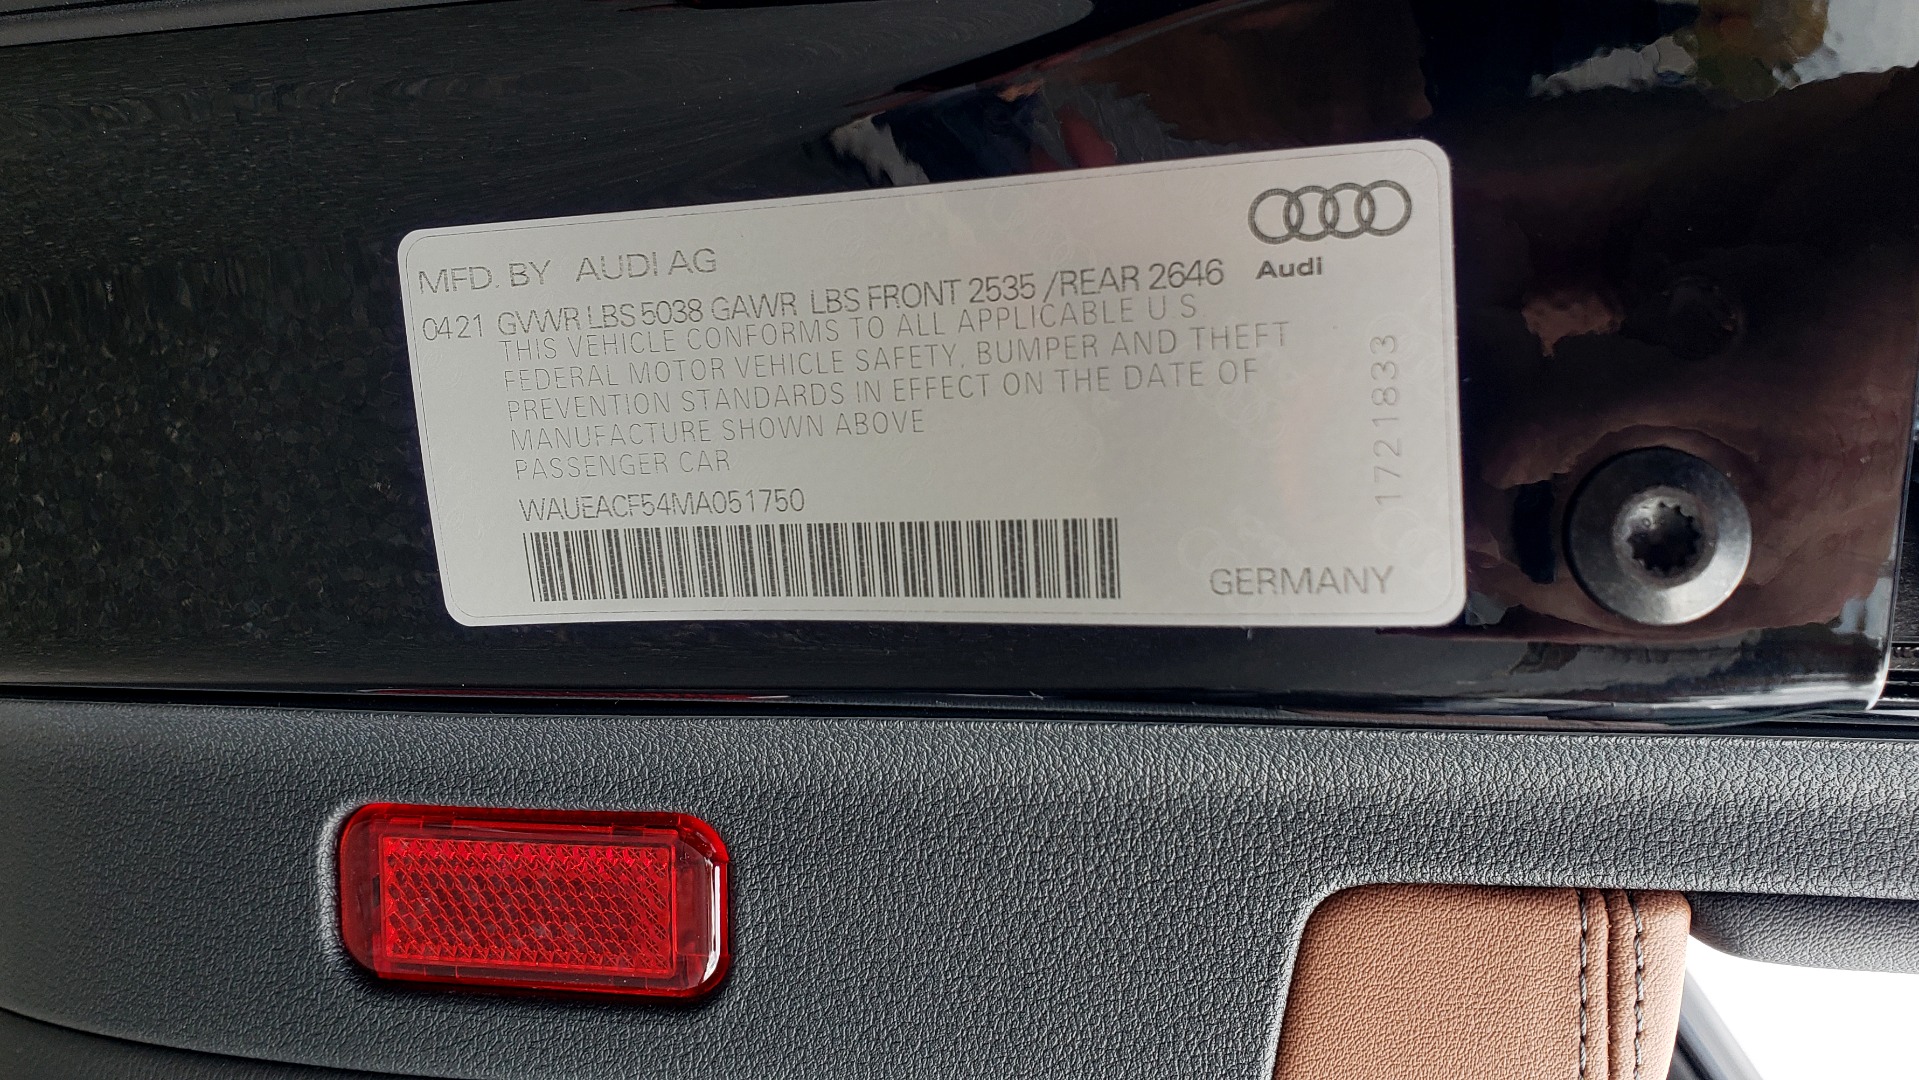 MFD. BY AUDI AG
Audi
0421 GVWR LBS 5038 GAWR LBS FRONT 2535 /REAR 2646
THIS VEHICLE CONFORMS TO ALL APPLICABLE U S
FEDERAL MOTOR VEHICLE SAFETY, BUMPER AND THEFT
PREVENTION STANDARDS IN EFFECT ON THE DATE OF
MANUFACTURE SHOWN ABOVE
PASSENGER CAR
WAUEACF54MA051750
GERMANY
1721833